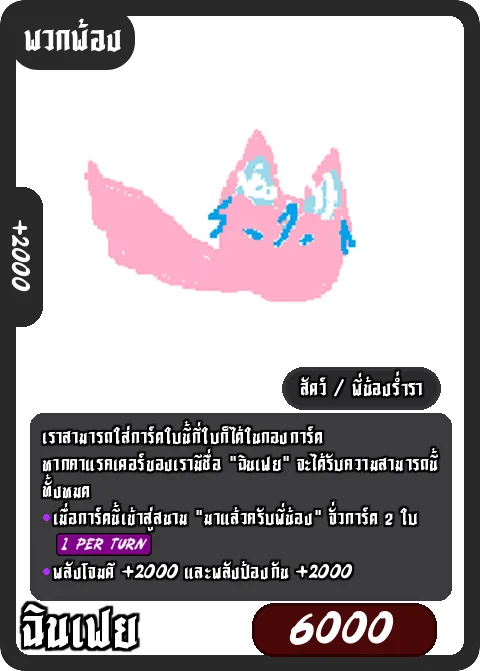 พวกพ้อง
+2000
สัตว์ / พี่น้องร่ำรา
เราสามารถใส่การ์ดใบนี้กี่ใบก็ได้ในกองการ์ด
หากคาแรคเตอร์ของเรามีชื่อ "ฉินเฟย" จะได้รับความสามารถนี้
ทั้งหมด
•เมื่อการ์ดนี้เข้าสู่สนาม "มาแล้วครับพี่น้อง" จั่วการ์ด 2 ใบ
1 PER TURN
•พลังโจมตี +2000 และพลังป้องกัน +2000
ฉินเฟย
6000